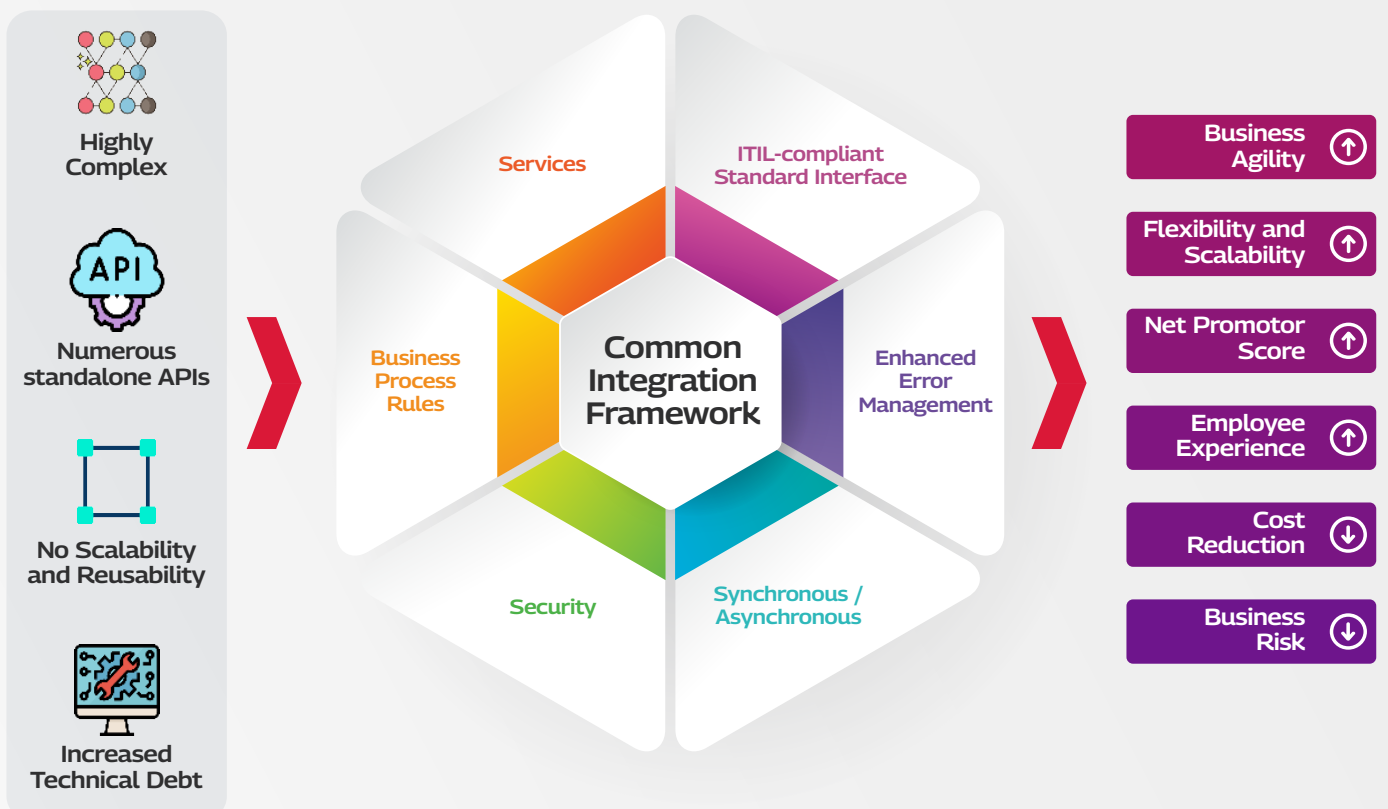 Highly
Complex
API
Numerous
standalone APIs
No Scalability
and Reusability
Increased
Technical Debt
Services
ITIL-compliant
Standard Interface
Business
Process
Rules
Common
Integration
Framework
Enhanced
Error
Management
Security
Synchronous /
Asynchronous
Business
Agility
Flexibility and
Scalability
Net Promotor
Score
Employee
Experience
Cost
Reduction
Business
Risk